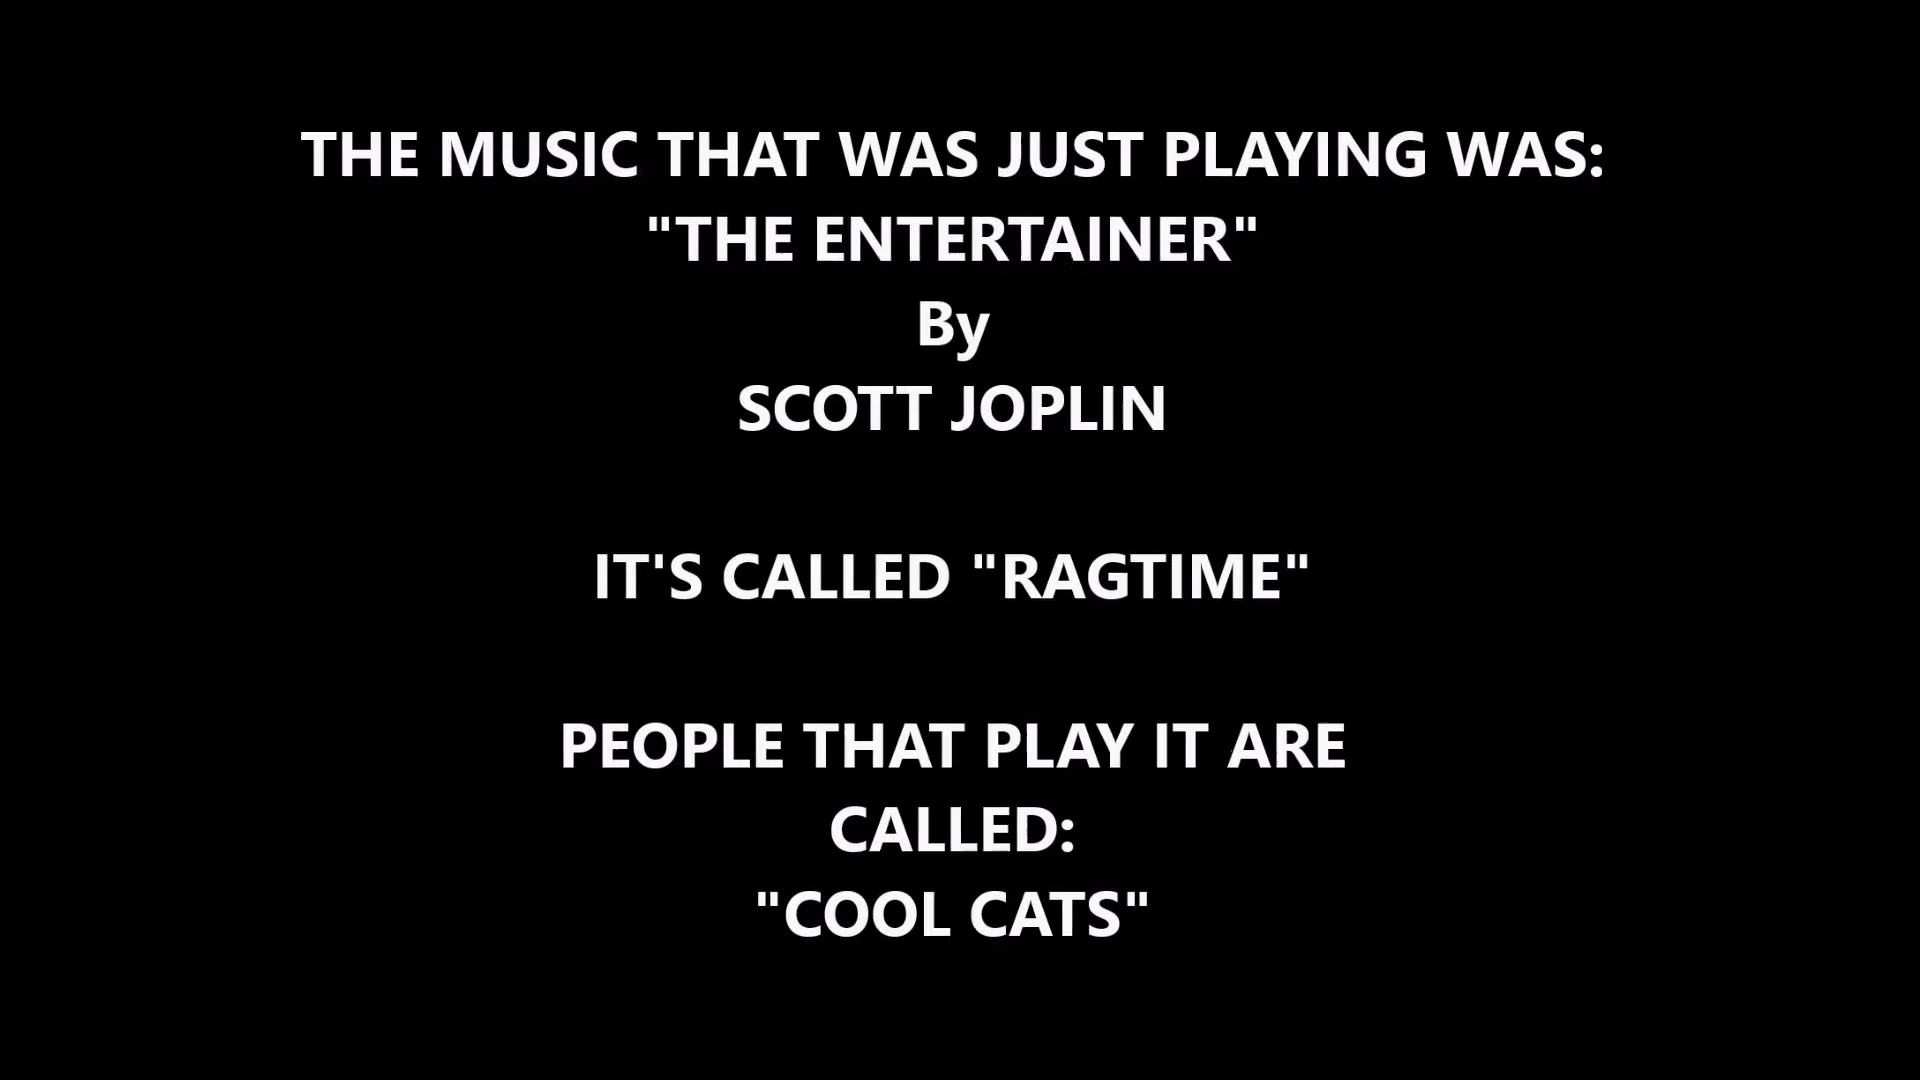 THE MUSIC THAT WAS JUST PLAYING WAS:
"THE ENTERTAINER"
By
SCOTT JOPLIN
IT'S CALLED "RAGTIME"
PEOPLE THAT PLAY IT ARE
CALLED:
"COOL CATS"